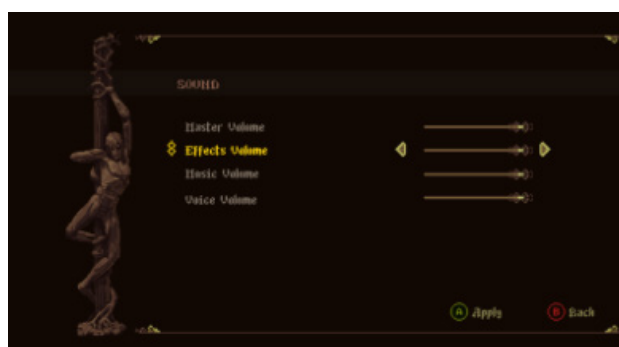 SOUND
Master Volume
Effects Volume
Music Volume
Voice Volume
A Apply B Back